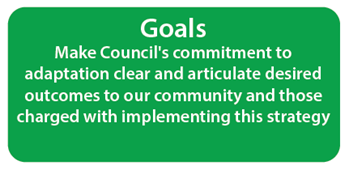 Goals
Make Council's commitment to
adaptation clear and articulate desired
outcomes to our community and those
charged with implementing this strategy